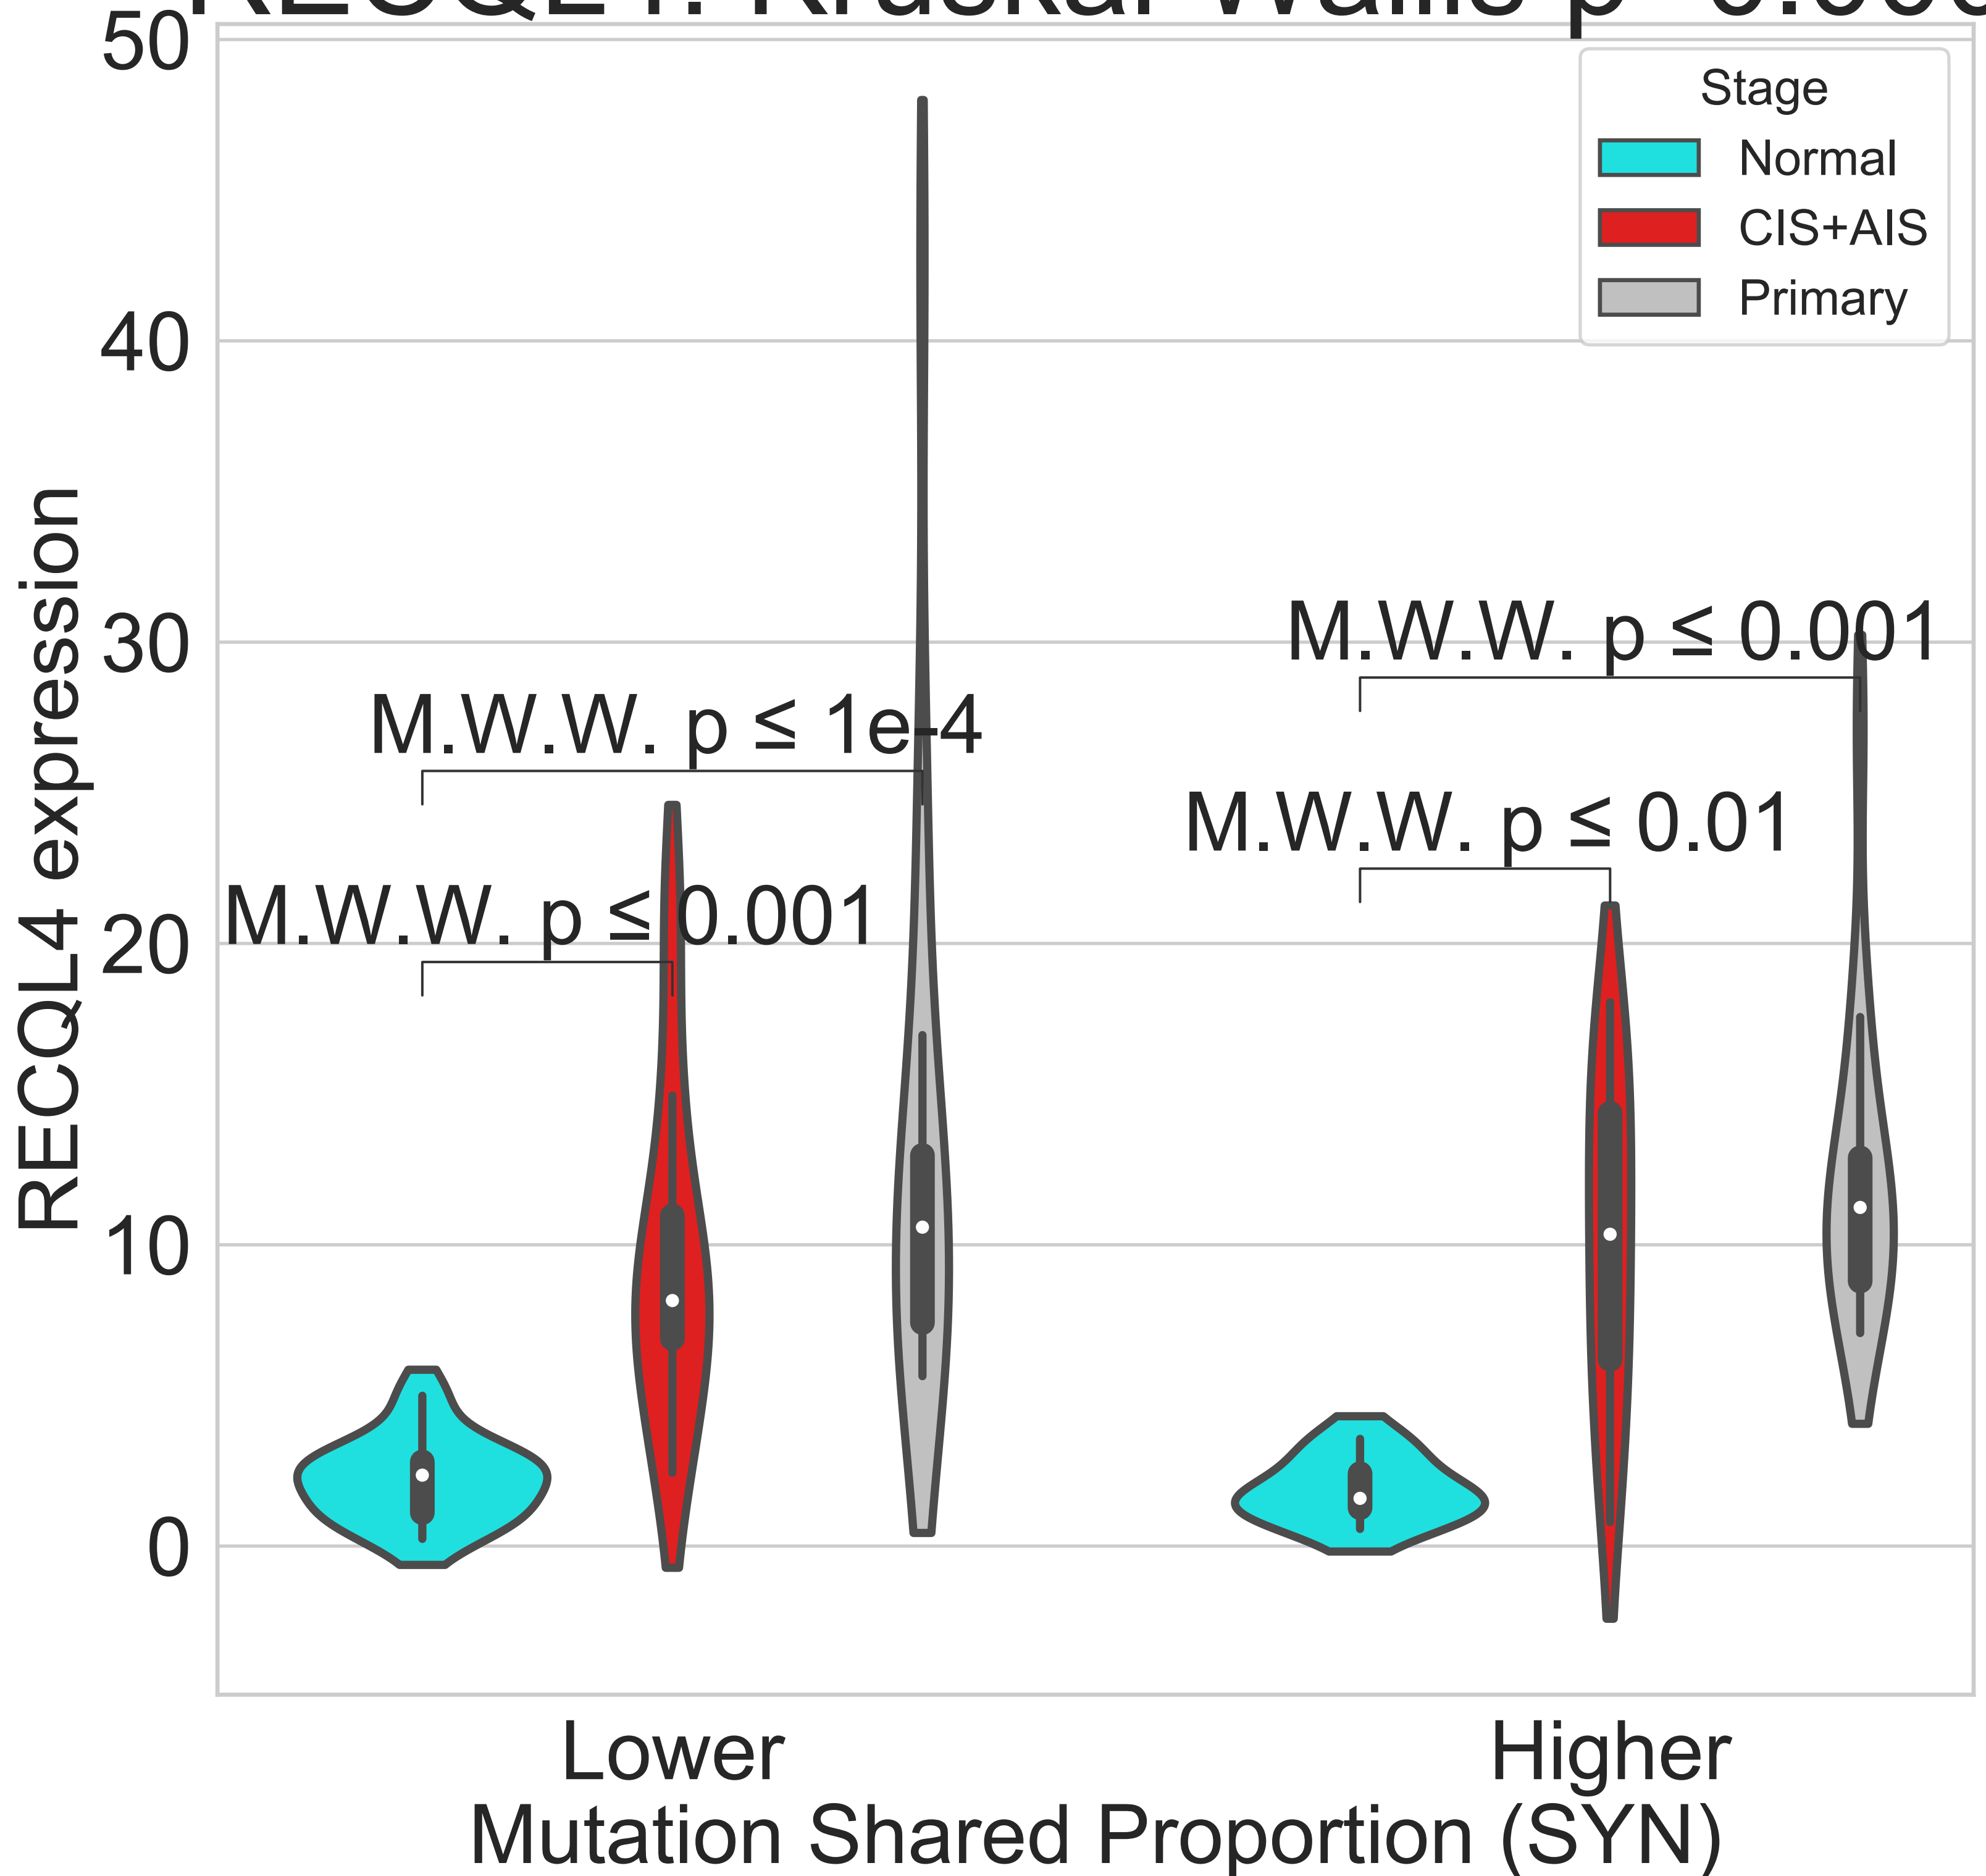 50
40
30
20
10
0
RECQL4 expression
Stage
Normal
CIS+AIS
Primary
M.W.W. p ≤ 0.001
M.W.W. p ≤ 1e-4
M.W.W. p ≤ 0.01
M.W.W. p ≤ 0.001
Lower
Higher
Mutation Shared Proportion (SYN)